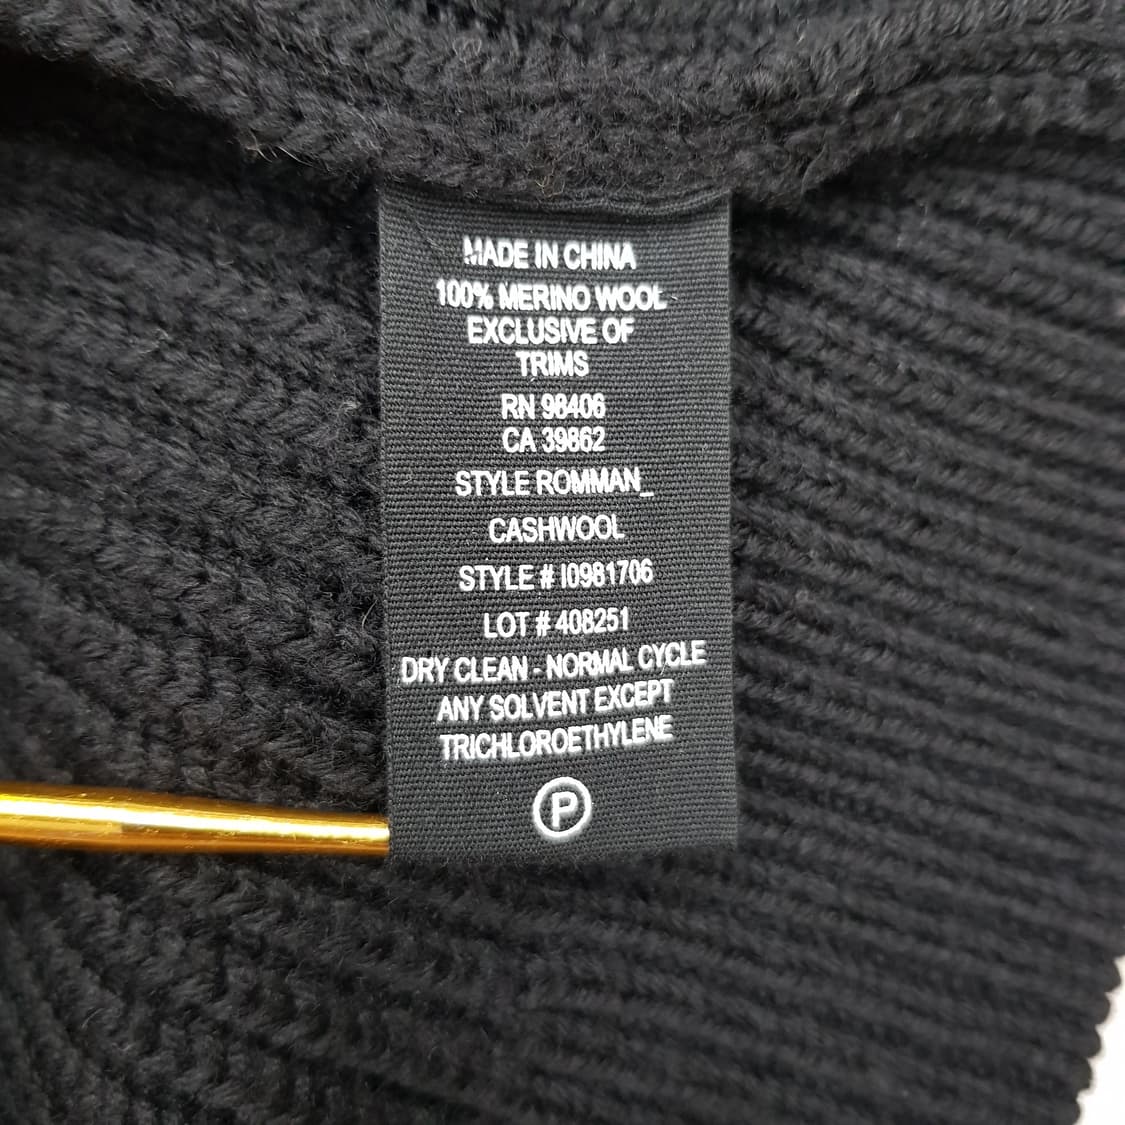 MADE IN CHINA
100% MERINO WOOL
EXCLUSIVE OF
TRIMS
RN 98406
CA 39862
STYLE ROMMAN_
CASHWOOL
STYLE # I0981706
LOT # 408251
DRY CLEAN - NORMAL CYCLE
ANY SOLVENT EXCEPT
TRICHLOROETHYLENE
P